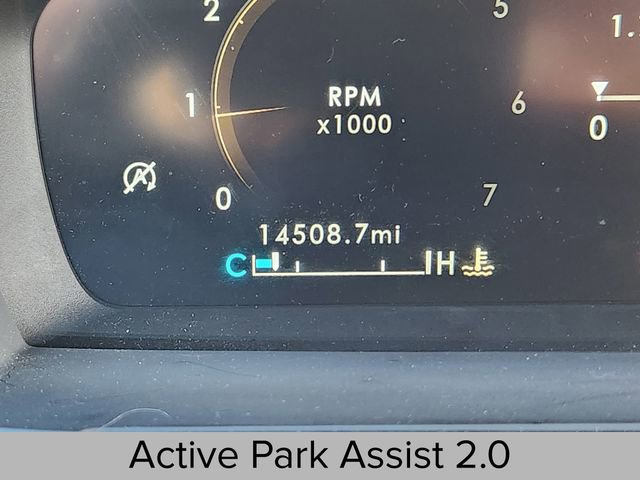 2
5
1.
1
RPM
x1000
6
0
A
0
7
14508.7mi
C H
Active Park Assist 2.0